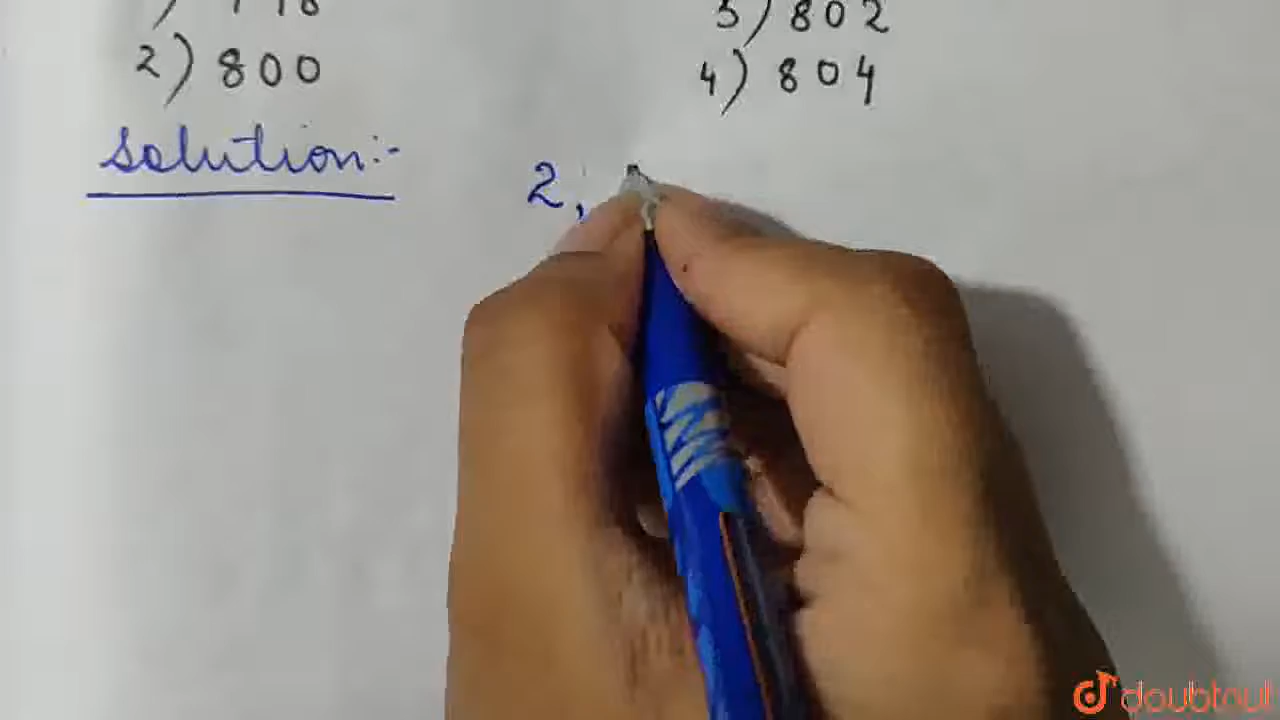 2) 800
3) 802
4) 804
Solution:-
2,
doubtnut